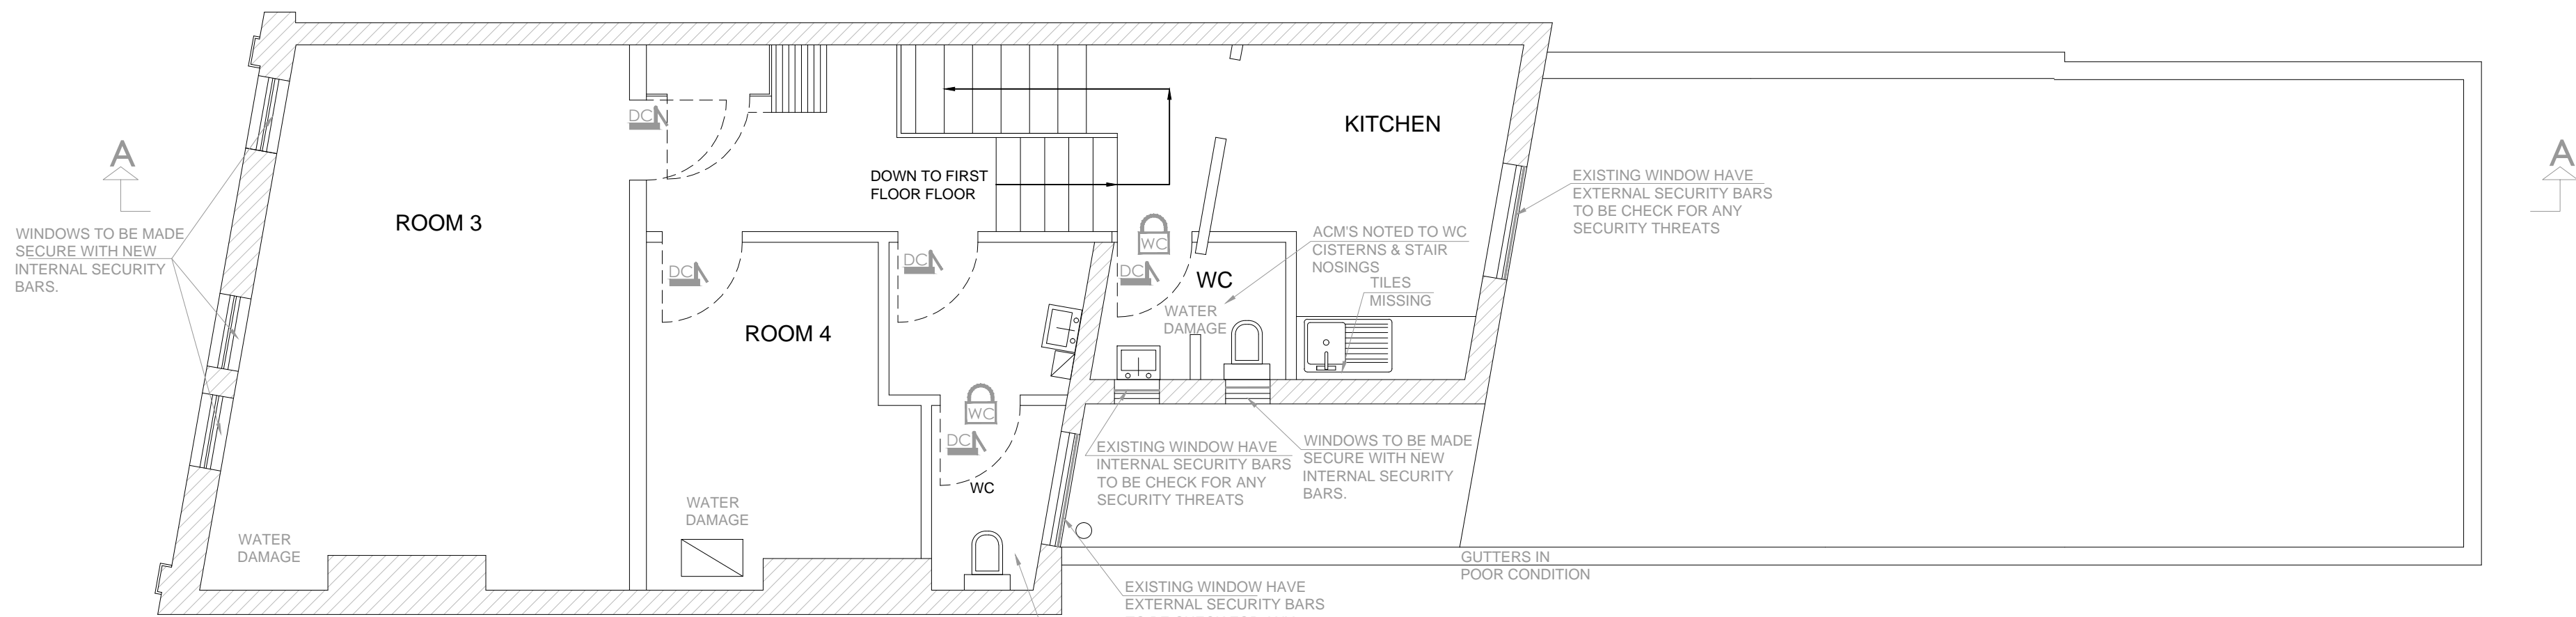 A
WINDOWS TO BE MADE
SECURE WITH NEW
INTERNAL SECURITY
BARS.
ROOM 3
WATER
DAMAGE
DC
DC
ROOM 4
WATER
DAMAGE
DOWN TO FIRST
FLOOR FLOOR
DC
WC
DC
WC
WC
DC
WC
WATER
DAMAGE
KITCHEN
ACM'S NOTED TO WC
CISTERNS & STAIR
NOSINGS
TILES
MISSING
EXISTING WINDOW HAVE
EXTERNAL SECURITY BARS
TO BE CHECK FOR ANY
SECURITY THREATS
A
EXISTING WINDOW HAVE
INTERNAL SECURITY BARS
TO BE CHECK FOR ANY
SECURITY THREATS
WINDOWS TO BE MADE
SECURE WITH NEW
INTERNAL SECURITY
BARS.
GUTTERS IN
POOR CONDITION
EXISTING WINDOW HAVE
EXTERNAL SECURITY BARS